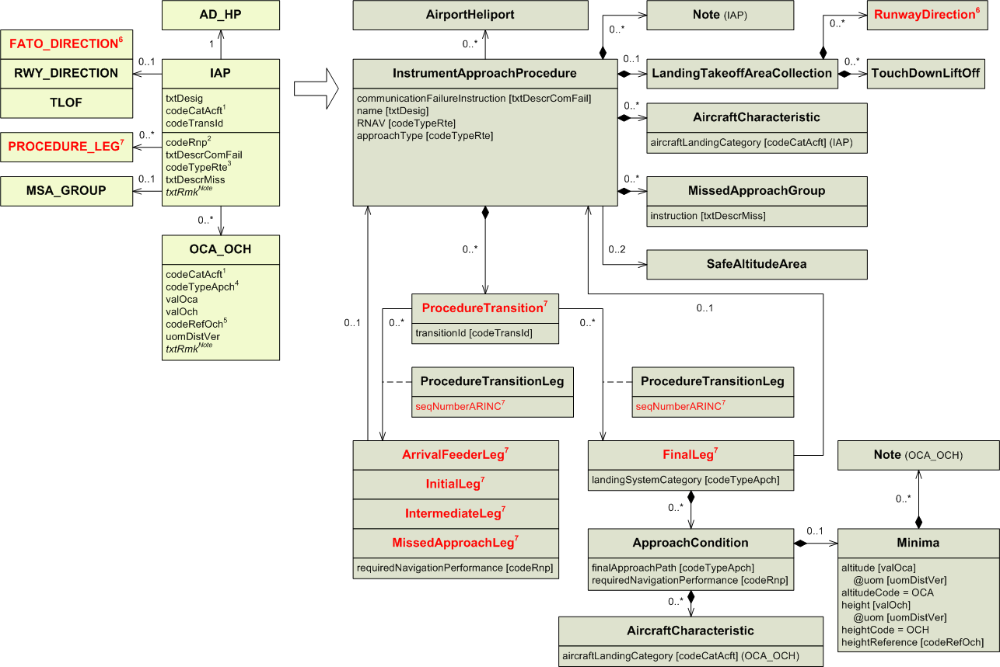 AD_HP
1
FATO_DIRECTION⁶
RWY_DIRECTION
TLOF
0..1
IAP
txtDesig
codeCatAcft¹
codeTransId
codeRnp²
txtDescrComFail
codeTypeRte³
txtDescrMiss
txtRmk^Note
0..*
PROCEDURE_LEG⁷
0..1
MSA_GROUP
0..*
OCA_OCH
codeCatAcft¹
codeTypeApch⁴
valOca
valOch
codeRefOch⁵
uomDistVer
txtRmk^Note
AirportHeliport
0..*
InstrumentApproachProcedure
communicationFailureInstruction [txtDescrComFail]
name [txtDesig]
RNAV [codeTypeRte]
approachType [codeTypeRte]
0..*
Note (IAP)
0..1
LandingTakeoffAreaCollection
0..*
RunwayDirection⁶
0..*
TouchDownLiftOff
0..*
AircraftCharacteristic
aircraftLandingCategory [codeCatAcft] (IAP)
0..*
MissedApproachGroup
instruction [txtDescrMiss]
0..2
SafeAltitudeArea
0..*
ProcedureTransition⁷
transitionId [codeTransId]
0..1
0..*
0..*
0..1
ProcedureTransitionLeg
seqNumberARINC⁷
ProcedureTransitionLeg
seqNumberARINC⁷
ArrivalFeederLeg⁷
InitialLeg⁷
IntermediateLeg⁷
MissedApproachLeg⁷
requiredNavigationPerformance [codeRnp]
FinalLeg⁷
landingSystemCategory [codeTypeApch]
0..*
ApproachCondition
finalApproachPath [codeTypeApch]
requiredNavigationPerformance [codeRnp]
0..*
AircraftCharacteristic
aircraftLandingCategory [codeCatAcft] (OCA_OCH)
0..1
Note (OCA_OCH)
0..*
Minima
altitude [valOca]
@uom [uomDistVer]
altitudeCode = OCA
height [valOch]
@uom [uomDistVer]
heightCode = OCH
heightReference [codeRefOch]